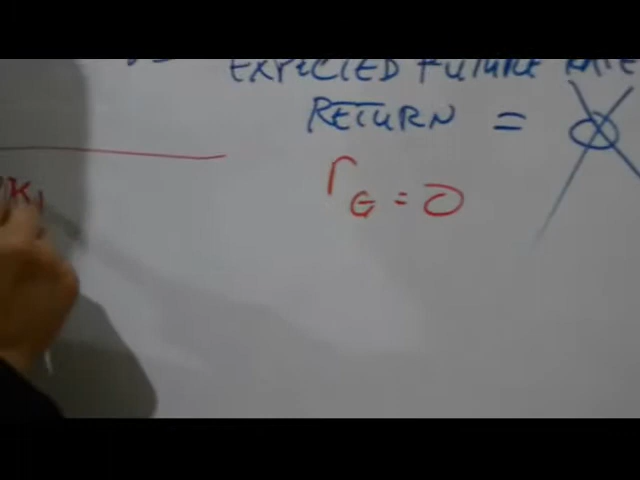 EXPECTED FUTURE RATE
RETURN =
r_G = 0